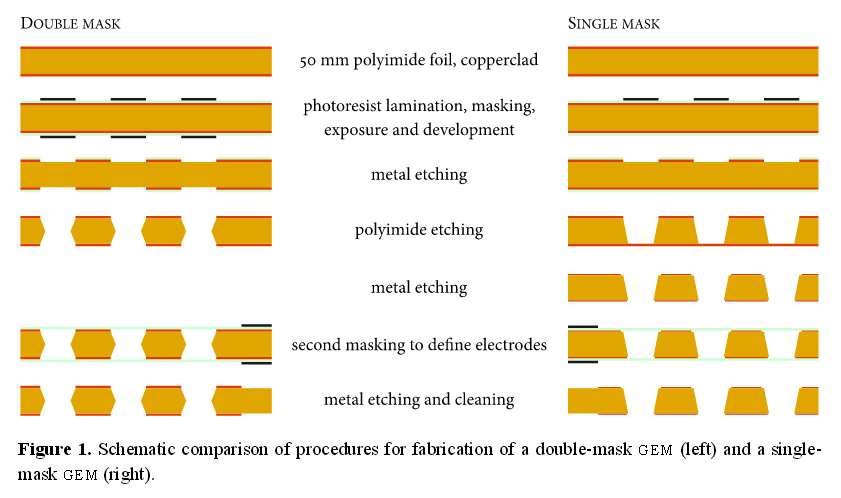 DOUBLE MASK
SINGLE MASK
50 mm polyimide foil, copperclad
photoresist lamination, masking,
exposure and development
metal etching
polyimide etching
metal etching
second masking to define electrodes
metal etching and cleaning
Figure 1. Schematic comparison of procedures for fabrication of a double-mask GEM (left) and a single-
mask GEM (right).